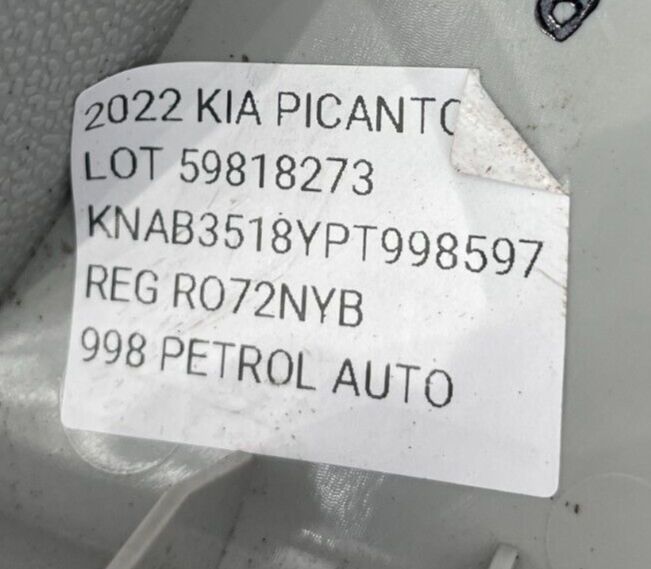 2022 KIA PICANTO
LOT 59818273
KNAB3518YPT998597
REG RO72NYB
998 PETROL AUTO